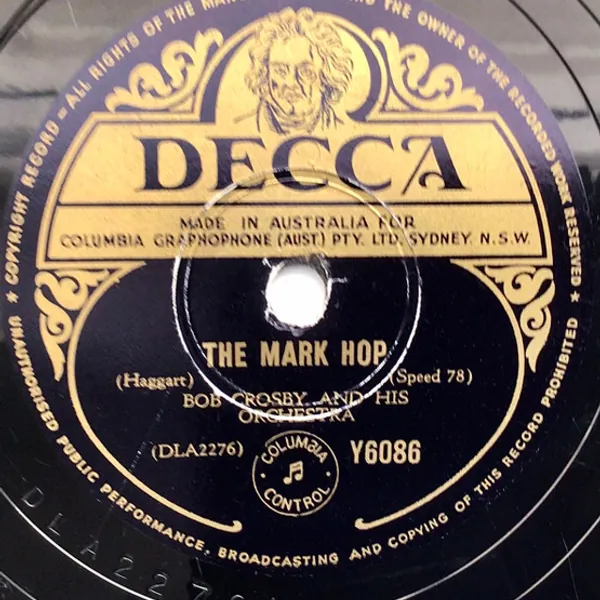 COPYRIGHT RECORD = ALL RIGHTS OF THE
THE OWNER OF THE RECORDED WORK RESERVED
DECCA
MADE IN AUSTRALIA FOR
COLUMBIA GRAPHOPHONE (AUST.) PTY. LTD. SYDNEY. N.S.W.
THE MARK HOP
(Haggart) (Speed 78)
BOB CROSBY AND HIS
ORCHESTRA
(DLA2276) Y6086
COLUMBIA
CONTROL
UNAUTHORISED PUBLIC PERFORMANCE, BROADCASTING AND COPYING OF THIS RECORD PROHIBITED
DLA227